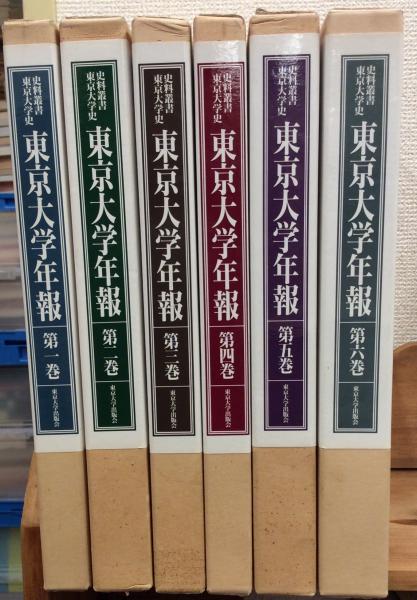 史料叢書
東京大学史
東京大学年報
第一巻
東京大学出版会
史料叢書
東京大学史
東京大学年報
第二巻
東京大学出版会
史料叢書
東京大学史
東京大学年報
第三巻
東京大学出版会
史料叢書
東京大学史
東京大学年報
第四巻
東京大学出版会
史料叢書
東京大学史
東京大学年報
第五巻
東京大学出版会
史料叢書
東京大学史
東京大学年報
第六巻
東京大学出版会